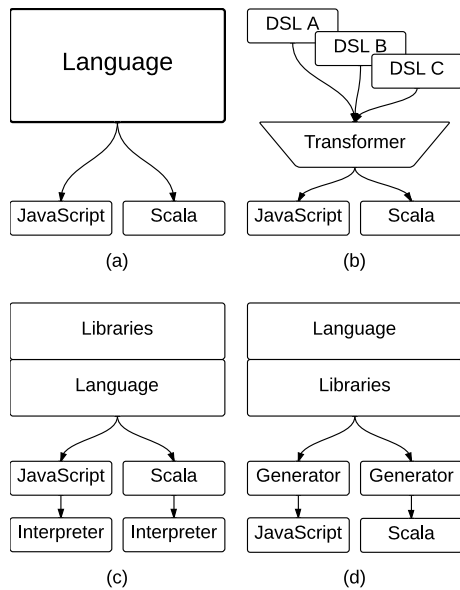 Language
JavaScript
Scala
(a)
DSL A
DSL B
DSL C
Transformer
JavaScript
Scala
(b)
Libraries
Language
JavaScript
Scala
Interpreter
Interpreter
(c)
Language
Libraries
Generator
Generator
JavaScript
Scala
(d)